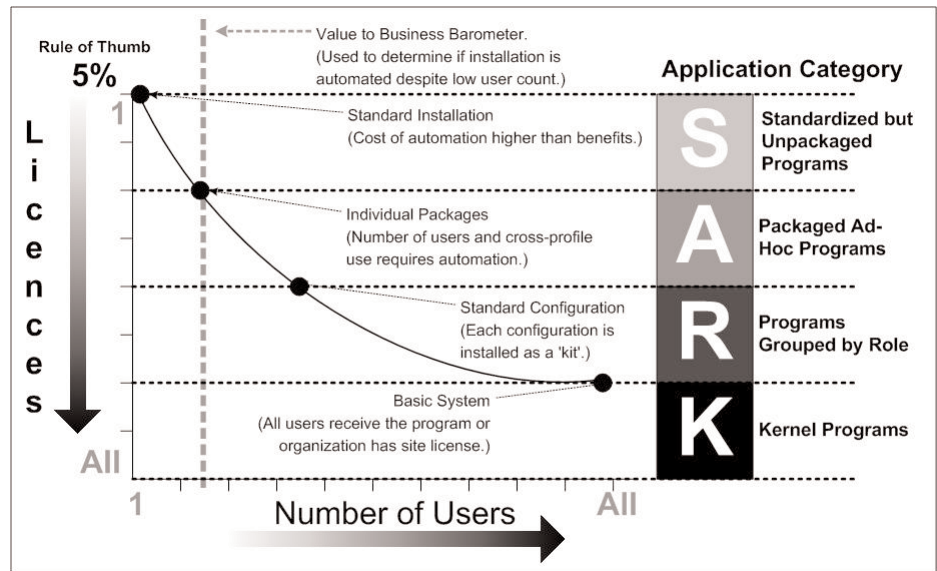 Rule of Thumb
5%
Licences
1
All
Value to Business Barometer.
(Used to determine if installation is
automated despite low user count.)
Standard Installation
(Cost of automation higher than benefits.)
Individual Packages
(Number of users and cross-profile
use requires automation.)
Standard Configuration
(Each configuration is
installed as a 'kit'.)
Basic System
(All users receive the program or
organization has site license.)
1
Number of Users
All
Application Category
S
Standardized but
Unpackaged
Programs
A
Packaged Ad-
Hoc Programs
R
Programs
Grouped by Role
K
Kernel Programs